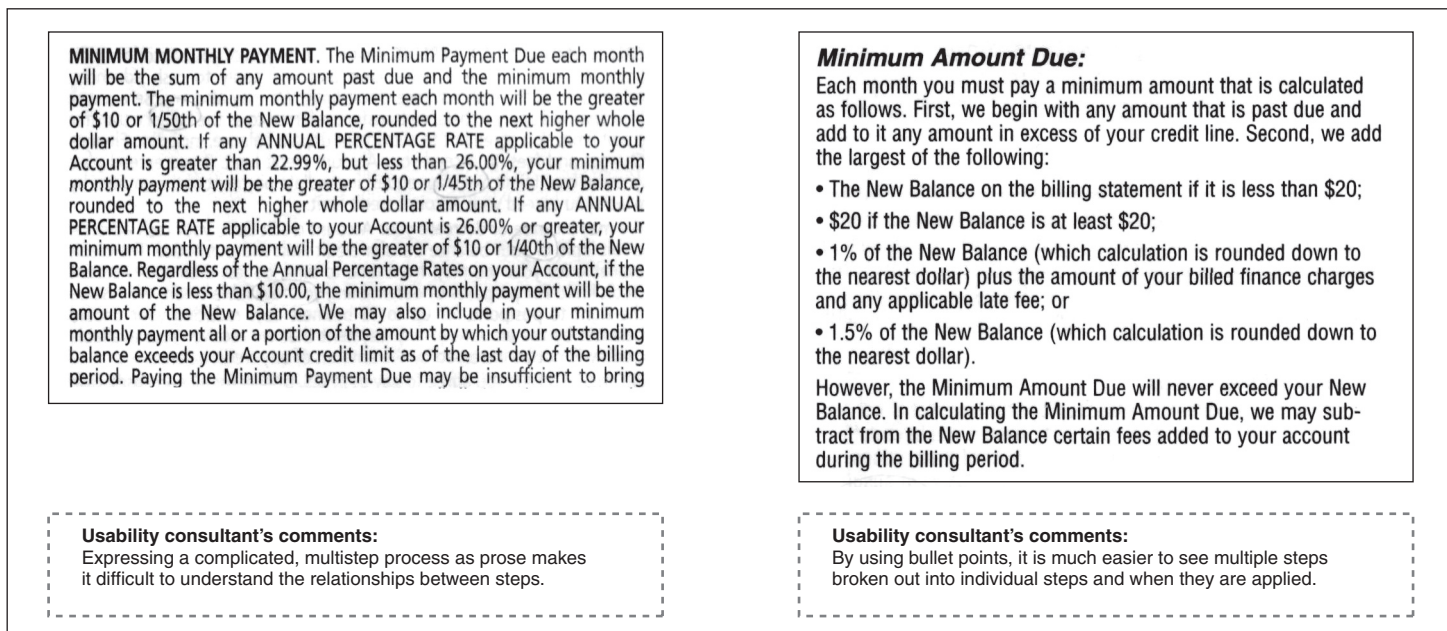 MINIMUM MONTHLY PAYMENT. The Minimum Payment Due each month
will be the sum of any amount past due and the minimum monthly
payment. The minimum monthly payment each month will be the greater
of $10 or 1/50th of the New Balance, rounded to the next higher whole
dollar amount. If any ANNUAL PERCENTAGE RATE applicable to your
Account is greater than 22.99%, but less than 26.00%, your minimum
monthly payment will be the greater of $10 or 1/45th of the New Balance,
rounded to the next higher whole dollar amount. If any ANNUAL
PERCENTAGE RATE applicable to your Account is 26.00% or greater, your
minimum monthly payment will be the greater of $10 or 1/40th of the New
Balance. Regardless of the Annual Percentage Rates on your Account, if the
New Balance is less than $10.00, the minimum monthly payment will be the
amount of the New Balance. We may also include in your minimum
monthly payment all or a portion of the amount by which your outstanding
balance exceeds your Account credit limit as of the last day of the billing
period. Paying the Minimum Payment Due may be insufficient to bring
Usability consultant's comments:
Expressing a complicated, multistep process as prose makes
it difficult to understand the relationships between steps.
Minimum Amount Due:
Each month you must pay a minimum amount that is calculated
as follows. First, we begin with any amount that is past due and
add to it any amount in excess of your credit line. Second, we add
the largest of the following:
• The New Balance on the billing statement if it is less than $20;
• $20 if the New Balance is at least $20;
• 1% of the New Balance (which calculation is rounded down to
the nearest dollar) plus the amount of your billed finance charges
and any applicable late fee; or
• 1.5% of the New Balance (which calculation is rounded down to
the nearest dollar).
However, the Minimum Amount Due will never exceed your New
Balance. In calculating the Minimum Amount Due, we may sub-
tract from the New Balance certain fees added to your account
during the billing period.
Usability consultant's comments:
By using bullet points, it is much easier to see multiple steps
broken out into individual steps and when they are applied.